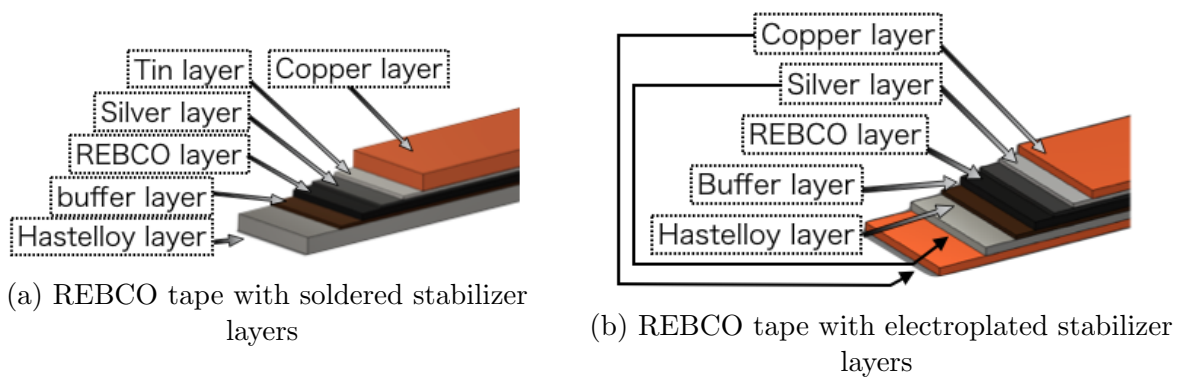 Tin layer
Copper layer
Silver layer
REBCO layer
buffer layer
Hastelloy layer
(a) REBCO tape with soldered stabilizer
layers
Copper layer
Silver layer
REBCO layer
Buffer layer
Hastelloy layer
(b) REBCO tape with electroplated stabilizer
layers